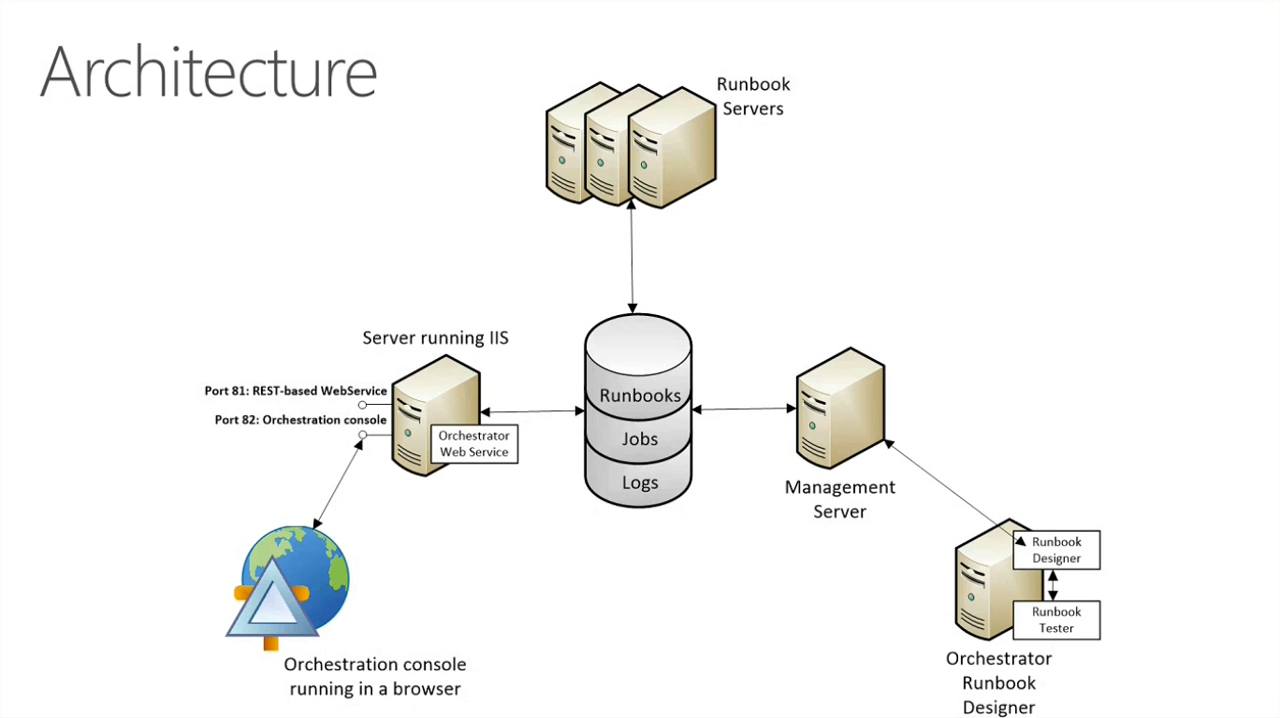 Architecture
Runbook
Servers
Server running IIS
Port 81: REST-based WebService
Port 82: Orchestration console
Orchestrator
Web Service
Runbooks
Jobs
Logs
Management
Server
Runbook
Designer
Runbook
Tester
Orchestrator
Runbook
Designer
Orchestration console
running in a browser